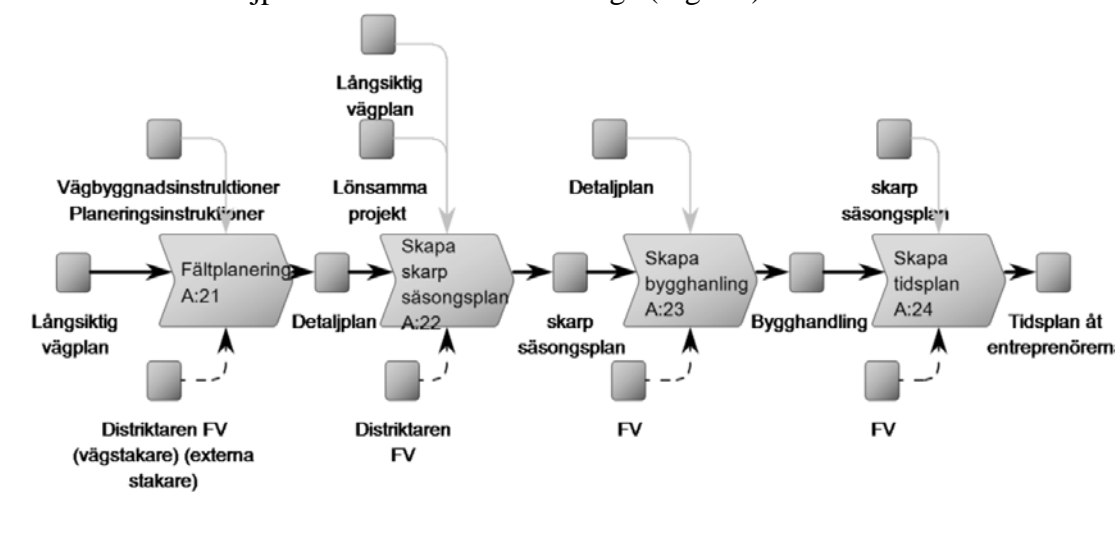 Långsiktig
vägplan
Vägbyggnadsinstruktioner
Planeringsinstruktioner
Lönsamma
projekt
Detaljplan
skarp
säsongsplan
Fältplanering
A:21
Skapa
skarp
säsongsplan
A:22
Skapa
bygghanling
A:23
Skapa
tidsplan
A:24
Långsiktig
vägplan
Detaljplan
skarp
säsongsplan
Bygghandling
Tidsplan åt
entreprenörerna
Distriktaren FV
(vägstakare) (externa
stakare)
Distriktaren
FV
FV
FV